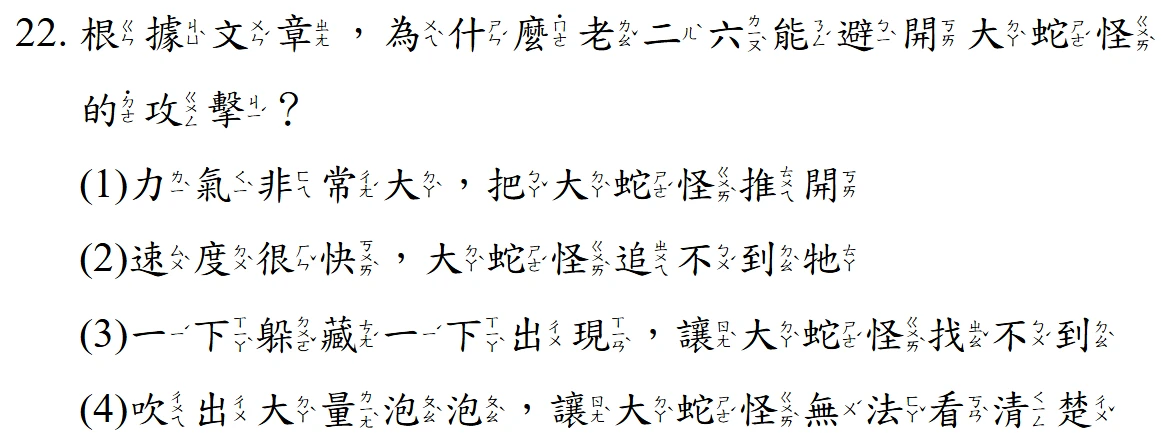 22. 根據文章，為什麼老二六能避開大蛇怪
的攻擊？
(1)力氣非常大，把大蛇怪推開
(2)速度很快，大蛇怪追不到牠
(3)一下躲藏一下出現，讓大蛇怪找不到
(4)吹出大量泡泡，讓大蛇怪無法看清楚